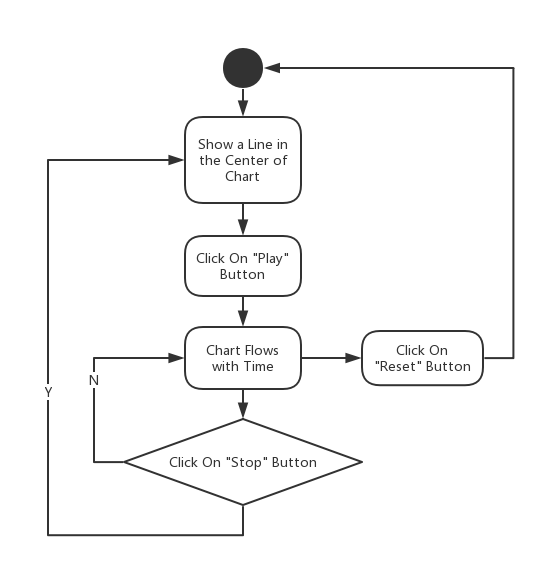 Show a Line in
the Center of
Chart
Click On "Play"
Button
Chart Flows
with Time
Click On
"Reset" Button
N
Y
Click On "Stop" Button